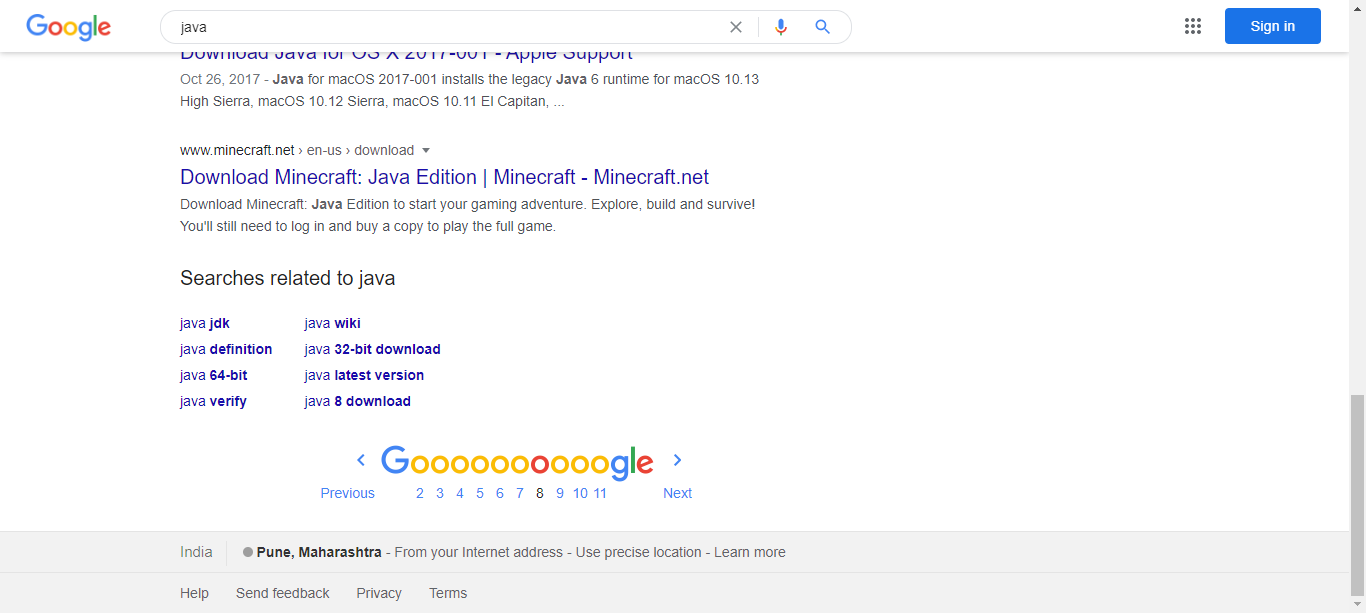 Google
java
Sign in
Download Java for OS X 2017-001 - Apple Support
Oct 26, 2017 - Java for macOS 2017-001 installs the legacy Java 6 runtime for macOS 10.13
High Sierra, macOS 10.12 Sierra, macOS 10.11 El Capitan, ...
www.minecraft.net › en-us › download
Download Minecraft: Java Edition | Minecraft - Minecraft.net
Download Minecraft: Java Edition to start your gaming adventure. Explore, build and survive!
You'll still need to log in and buy a copy to play the full game.
Searches related to java
java jdk
java definition
java 64-bit
java verify
java wiki
java 32-bit download
java latest version
java 8 download
Goooooooooogle
Previous 2 3 4 5 6 7 8 9 10 11 Next
India Pune, Maharashtra - From your Internet address - Use precise location - Learn more
Help Send feedback Privacy Terms